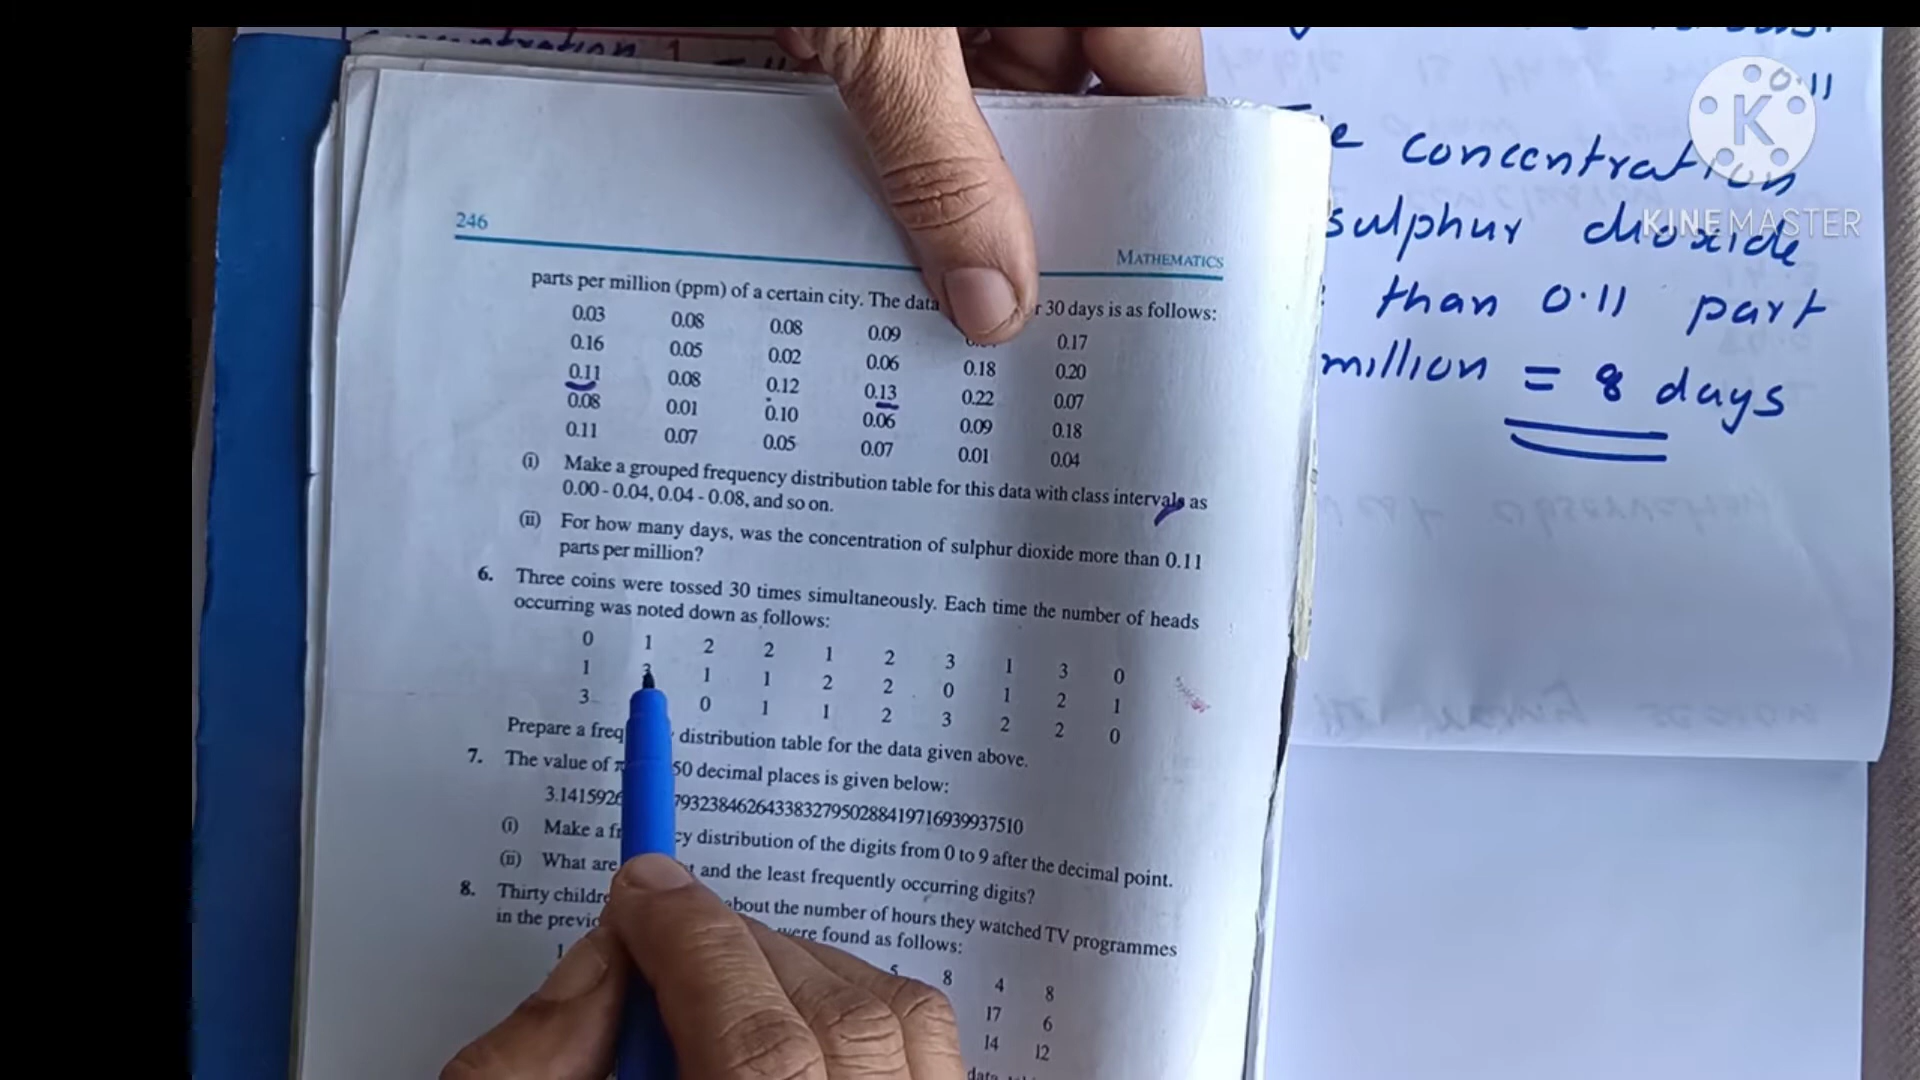 246
MATHEMATICS
parts per million (ppm) of a certain city. The data r 30 days is as follows:
0.03 0.08 0.08 0.09 0.17
0.16 0.05 0.02 0.06 0.18 0.20
0.11 0.08 0.12 0.13 0.22 0.07
0.08 0.01 0.10 0.06 0.09 0.18
0.11 0.07 0.05 0.07 0.01 0.04
(i) Make a grouped frequency distribution table for this data with class intervals as
0.00 - 0.04, 0.04 - 0.08, and so on.
(ii) For how many days, was the concentration of sulphur dioxide more than 0.11
parts per million?
6. Three coins were tossed 30 times simultaneously. Each time the number of heads
occurring was noted down as follows:
0 1 2 2 1 2 3 1 3 0
1 3 1 1 2 2 0 1 2 1
3 0 1 1 2 3 2 2 0
Prepare a freq distribution table for the data given above.
7. The value of π 50 decimal places is given below:
3.1415926 79323846264338327950288419716939937510
(i) Make a fr cy distribution of the digits from 0 to 9 after the decimal point.
(ii) What are t and the least frequently occurring digits?
8. Thirty childre about the number of hours they watched TV programmes
in the previo were found as follows:
1 5 8 4 8
17 6
14 12
0.11
e concentration
sulphur dioxide
than 0.11 part
million = 8 days
K
KINEMASTER